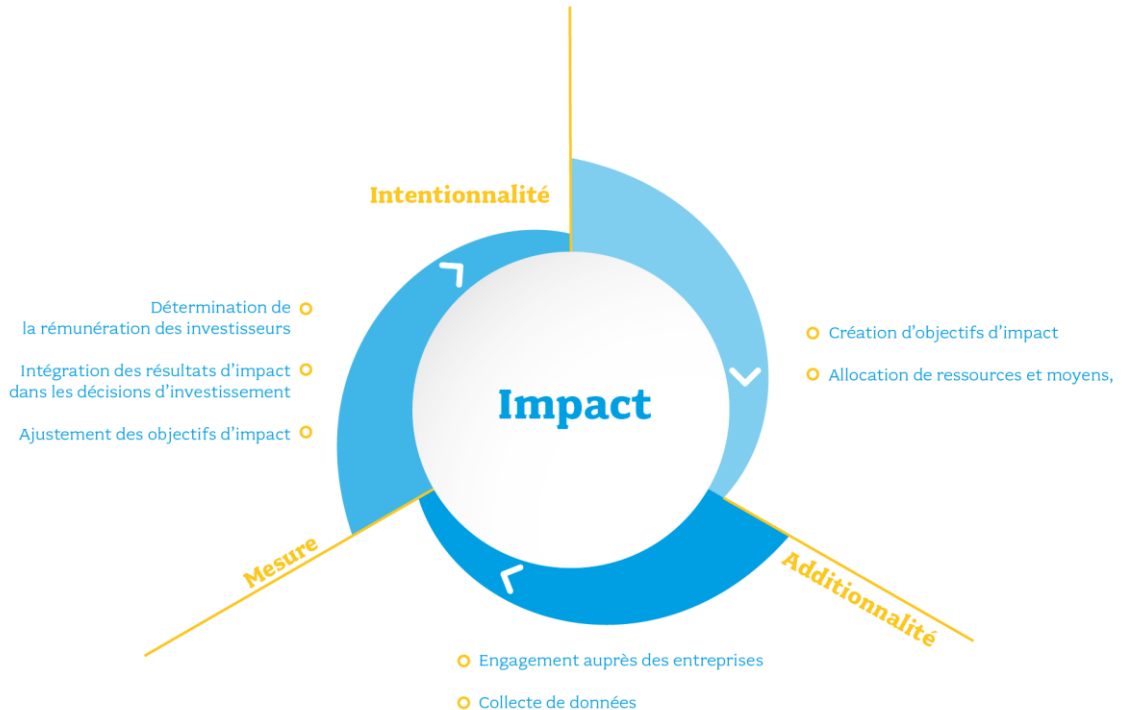 Intentionnalité
Détermination de
la rémunération des investisseurs
Intégration des résultats d'impact
dans les décisions d'investissement
Ajustement des objectifs d'impact
Impact
Création d'objectifs d'impact
Allocation de ressources et moyens,
Mesure
Additionnalité
Engagement auprès des entreprises
Collecte de données